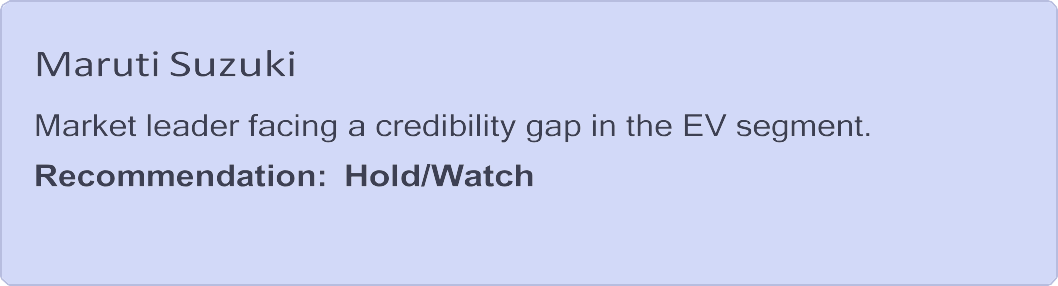 Maruti Suzuki
Market leader facing a credibility gap in the EV segment.
Recommendation: Hold/Watch